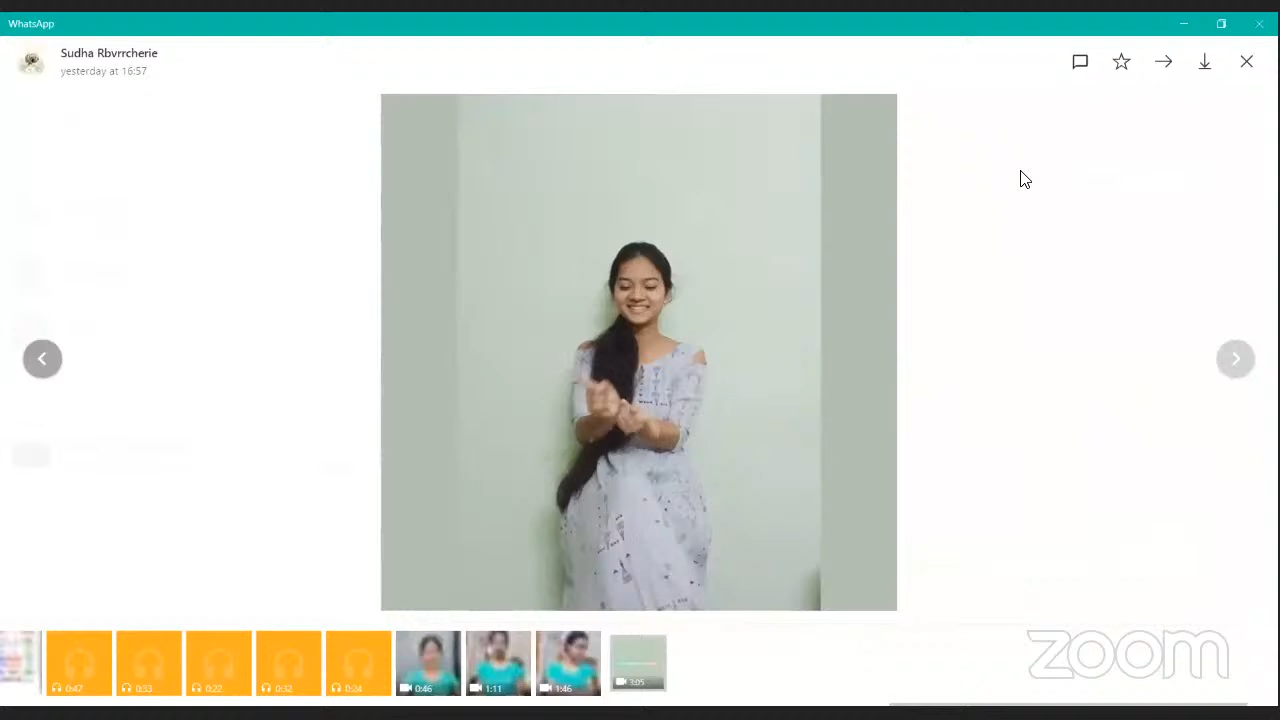 WhatsApp
Sudha Rbvrrcherie
yesterday at 16:57
0:47
0:33
0:22
0:32
0:24
0:46
1:11
1:46
3:05
zoom